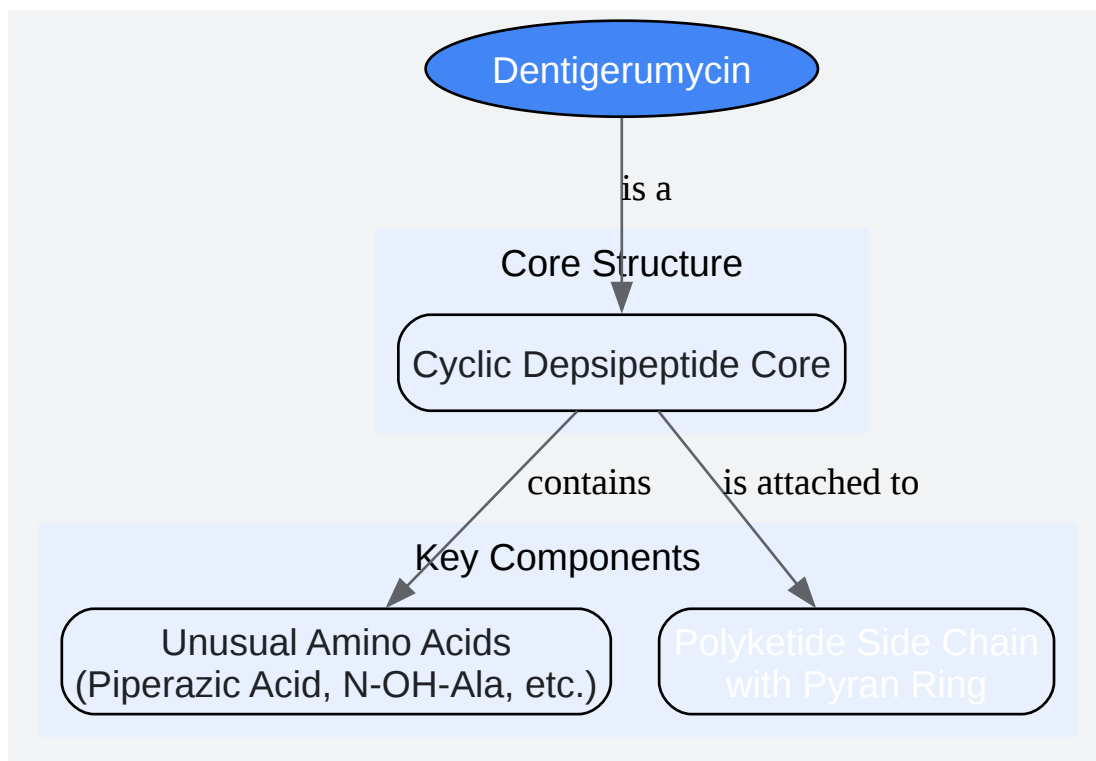 Dentigerumycin
is a
Core Structure
Cyclic Depsipeptide Core
contains
is attached to
Key Components
Unusual Amino Acids
(Piperazic Acid, N-OH-Ala, etc.)
Polyketide Side Chain
with Pyran Ring